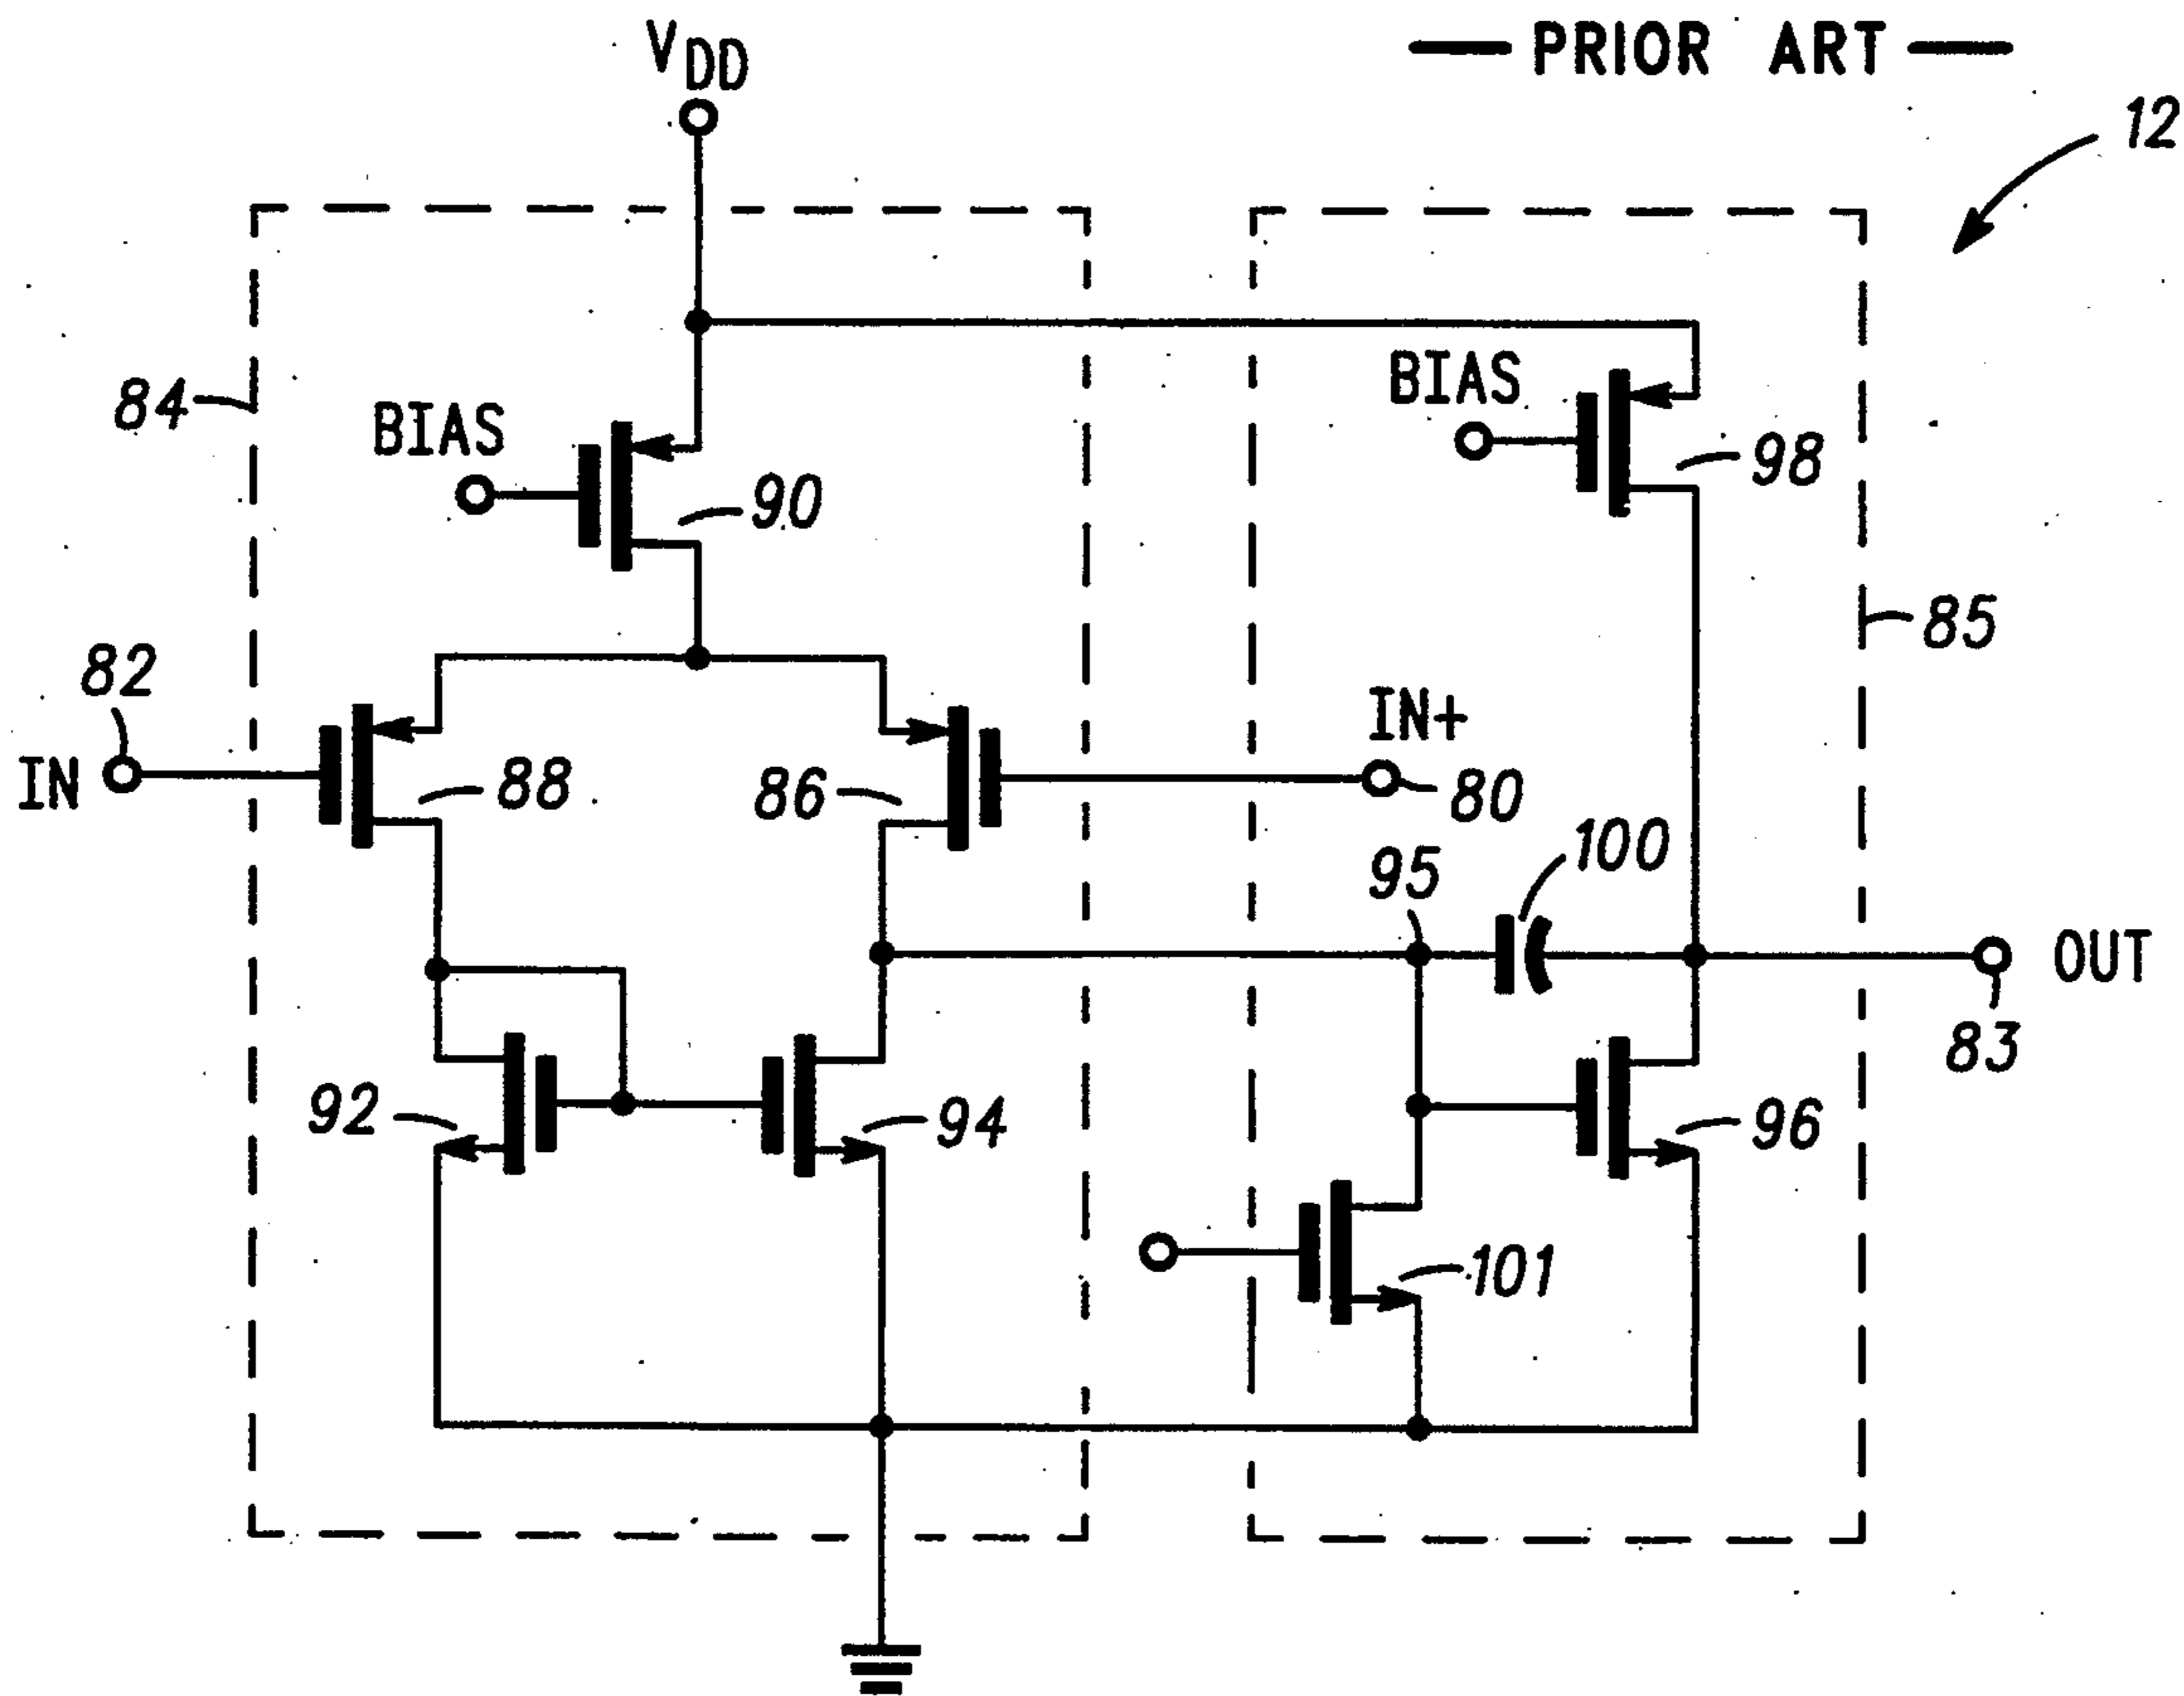 V_DD
— PRIOR ART —
12
84
BIAS
90
BIAS
98
85
82
IN
88
86
IN+
80
95
100
OUT
83
92
94
96
101